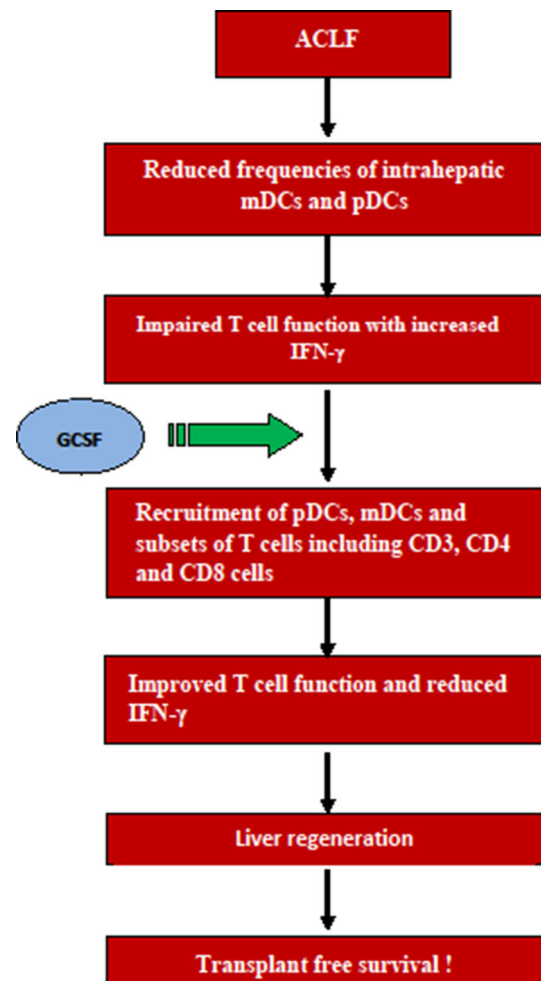 ACLF
Reduced frequencies of intrahepatic
mDCs and pDCs
Impaired T cell function with increased
IFN-γ
GCSF
Recruitment of pDCs, mDCs and
subsets of T cells including CD3, CD4
and CD8 cells
Improved T cell function and reduced
IFN-γ
Liver regeneration
Transplant free survival !